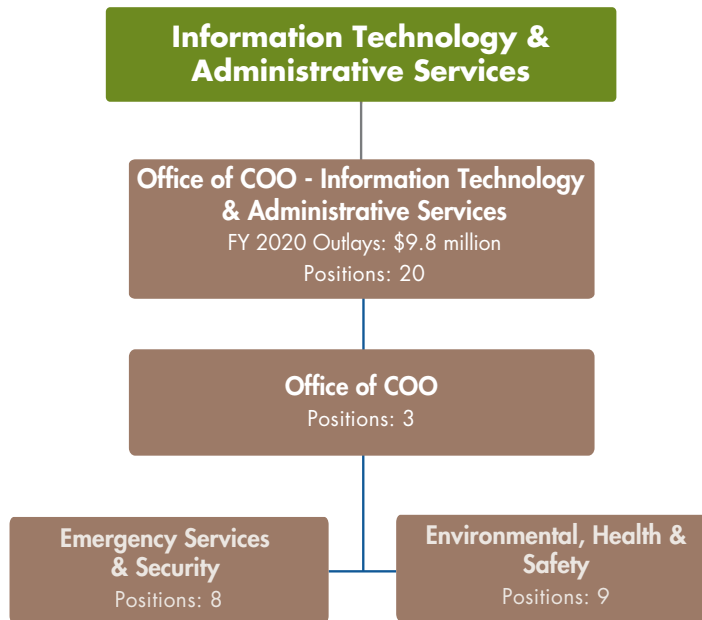 Information Technology &
Administrative Services
Office of COO - Information Technology
& Administrative Services
FY 2020 Outlays: $9.8 million
Positions: 20
Office of COO
Positions: 3
Emergency Services
& Security
Positions: 8
Environmental, Health &
Safety
Positions: 9